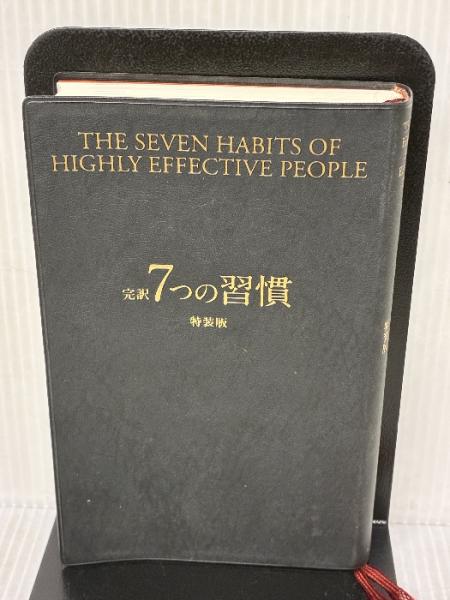 THE SEVEN HABITS OF
HIGHLY EFFECTIVE PEOPLE
完訳 7つの習慣
特装版